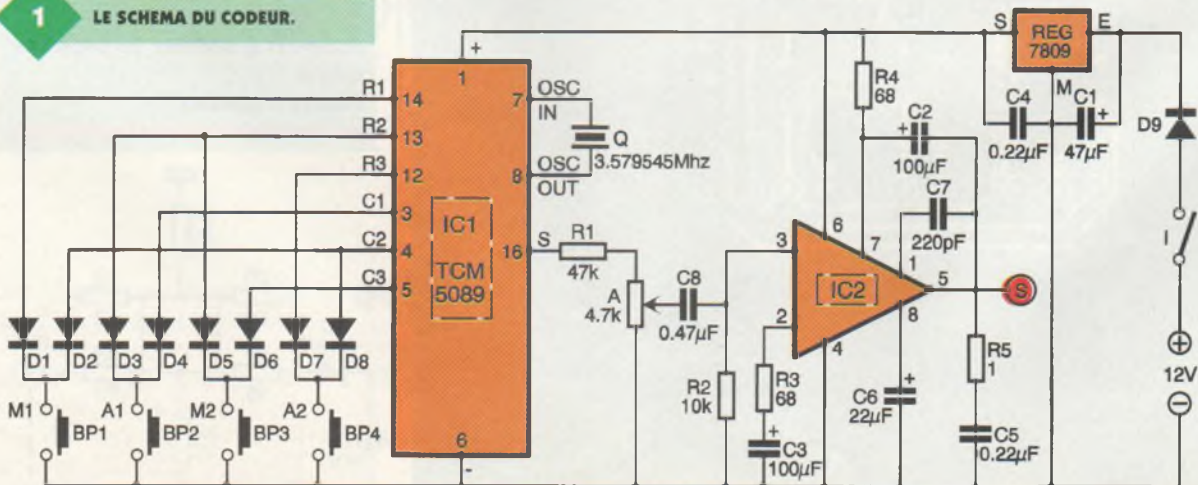 1
LE SCHEMA DU CODEUR.
S
REG
7809
E
M
+
1
R1
14
R2
13
R3
12
C1
3
C2
4
C3
5
IC1
TCM
5089
7
OSC
IN
Q
3.579545Mhz
8
OSC
OUT
16
S
R1
47k
A
4.7k
C8
0.47µF
R2
10k
R3
68
+
C3
100µF
3
2
6
7
1
5
8
4
IC2
R4
68
C2
+
100µF
C7
220pF
C4
0.22µF
C1
+
47µF
D9
I
+
12V
−
S
R5
1
C6
+
22µF
C5
0.22µF
D1
D2
D3
D4
D5
D6
D7
D8
M1
BP1
A1
BP2
M2
BP3
A2
BP4
6
-